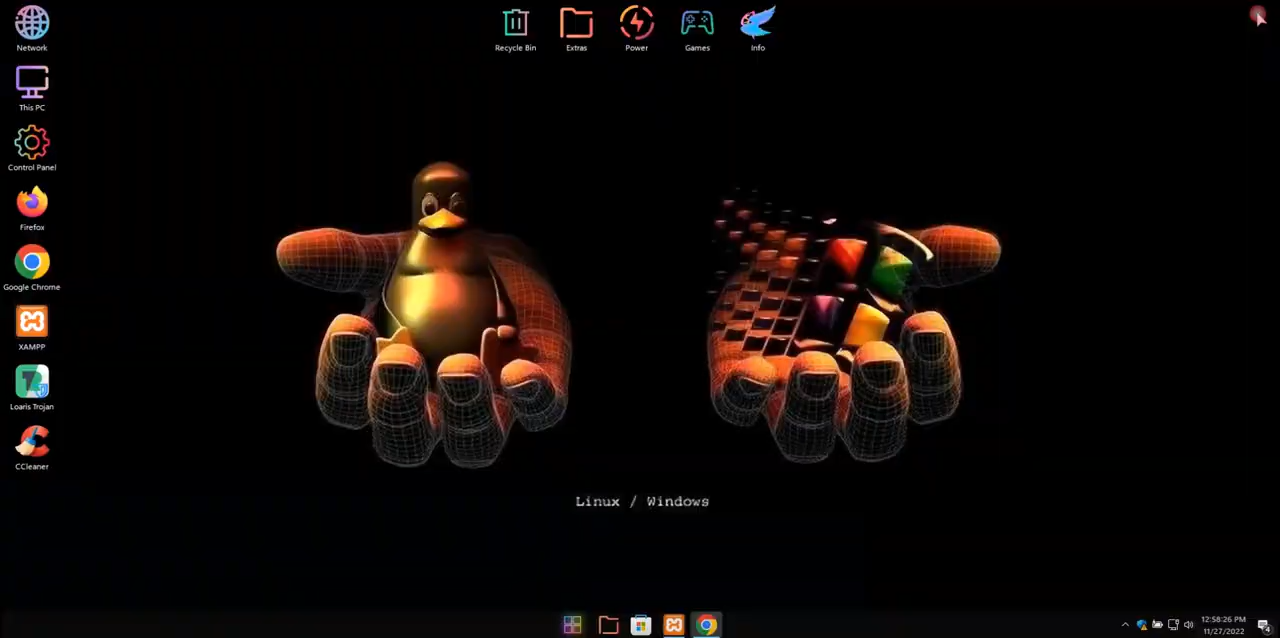 Network
This PC
Control Panel
Firefox
Google Chrome
XAMPP
Loaris Trojan
CCleaner
Recycle Bin
Extras
Power
Games
Info
Linux / Windows
12:58:26 PM
11/27/2022
4